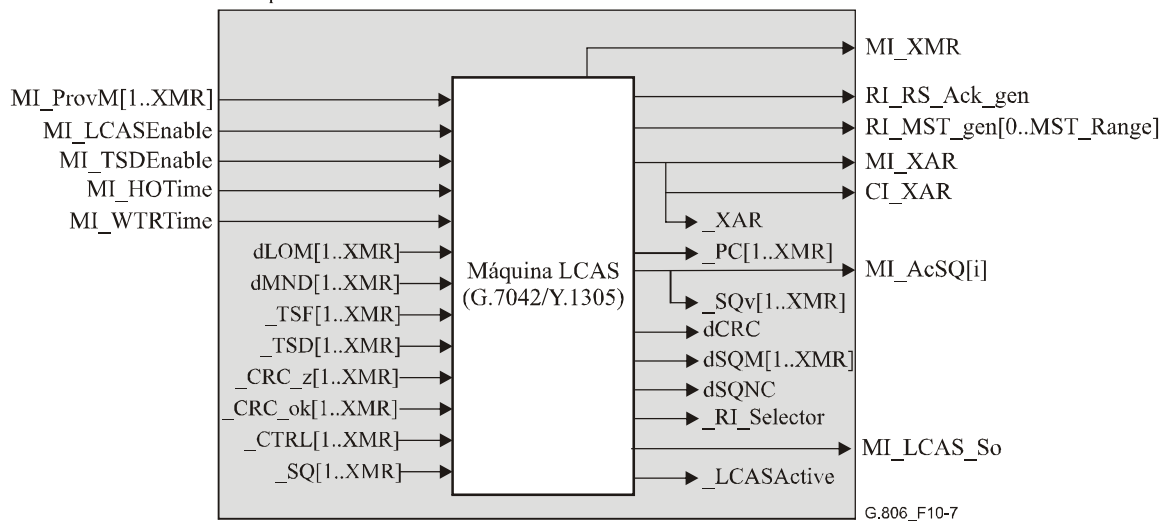 MI_ProvM[1..XMR]
MI_LCASEnable
MI_TSDEnable
MI_HOTime
MI_WTRTime
dLOM[1..XMR]
dMND[1..XMR]
_TSF[1..XMR]
_TSD[1..XMR]
_CRC_z[1..XMR]
_CRC_ok[1..XMR]
_CTRL[1..XMR]
_SQ[1..XMR]
Máquina LCAS
(G.7042/Y.1305)
MI_XMR
RI_RS_Ack_gen
RI_MST_gen[0..MST_Range]
MI_XAR
CI_XAR
_XAR
_PC[1..XMR]
MI_AcSQ[i]
_SQv[1..XMR]
dCRC
dSQM[1..XMR]
dSQNC
_RI_Selector
MI_LCAS_So
_LCASActive
G.806_F10-7